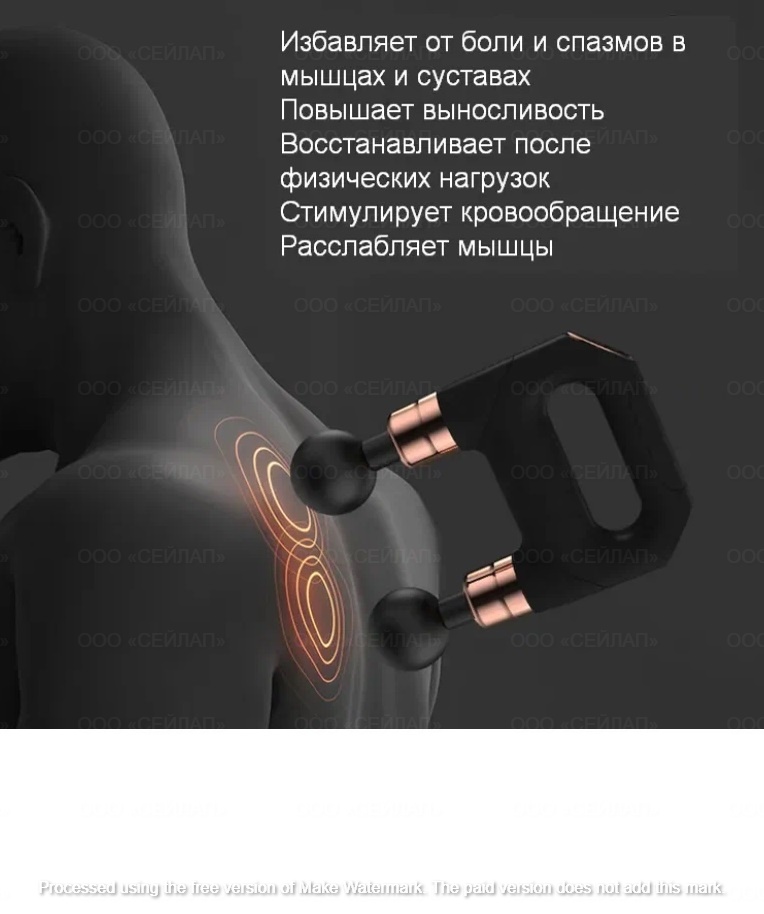 Избавляет от боли и спазмов в
мышцах и суставах
Повышает выносливость
Восстанавливает после
физических нагрузок
Стимулирует кровообращение
Расслабляет мышцы
ООО «СЕЙЛАП»
Processed using the free version of Make Watermark. The paid version does not add this mark.